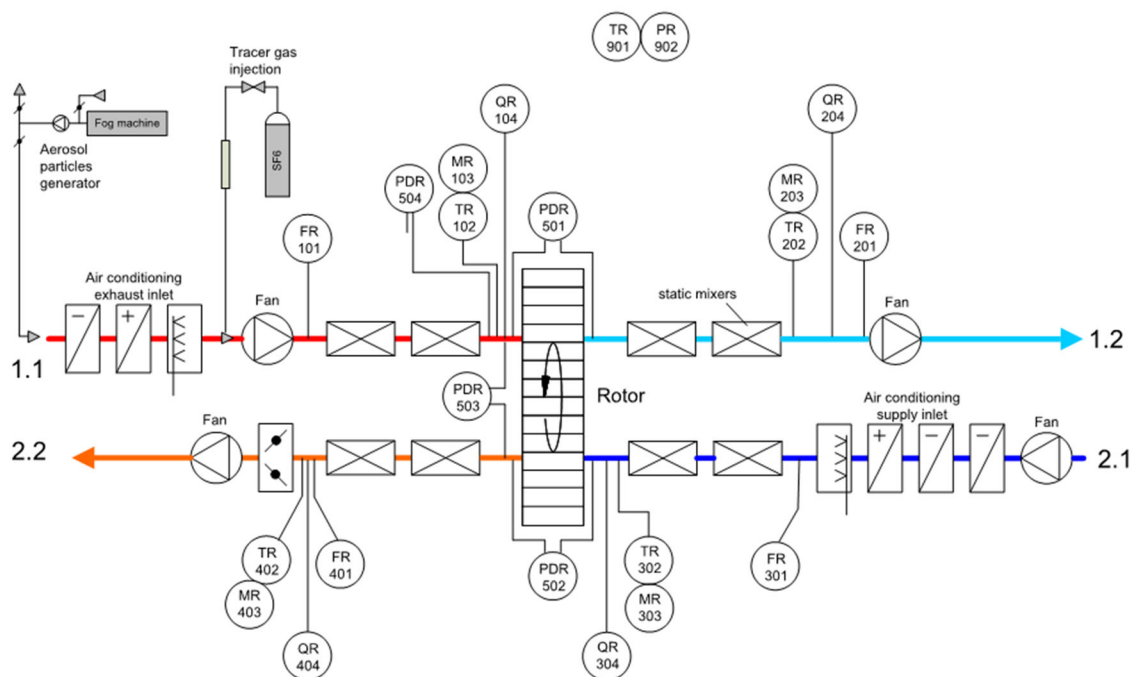 TR
901
PR
902
Tracer gas
injection
Fog machine
Aerosol
particles
generator
SF6
QR
104
QR
204
MR
103
TR
102
PDR
504
PDR
501
MR
203
TR
202
FR
201
FR
101
Air conditioning
exhaust inlet
Fan
static mixers
Fan
1.1
1.2
PDR
503
Rotor
Air conditioning
supply inlet
Fan
Fan
2.2
2.1
TR
402
MR
403
FR
401
QR
404
PDR
502
TR
302
MR
303
QR
304
FR
301